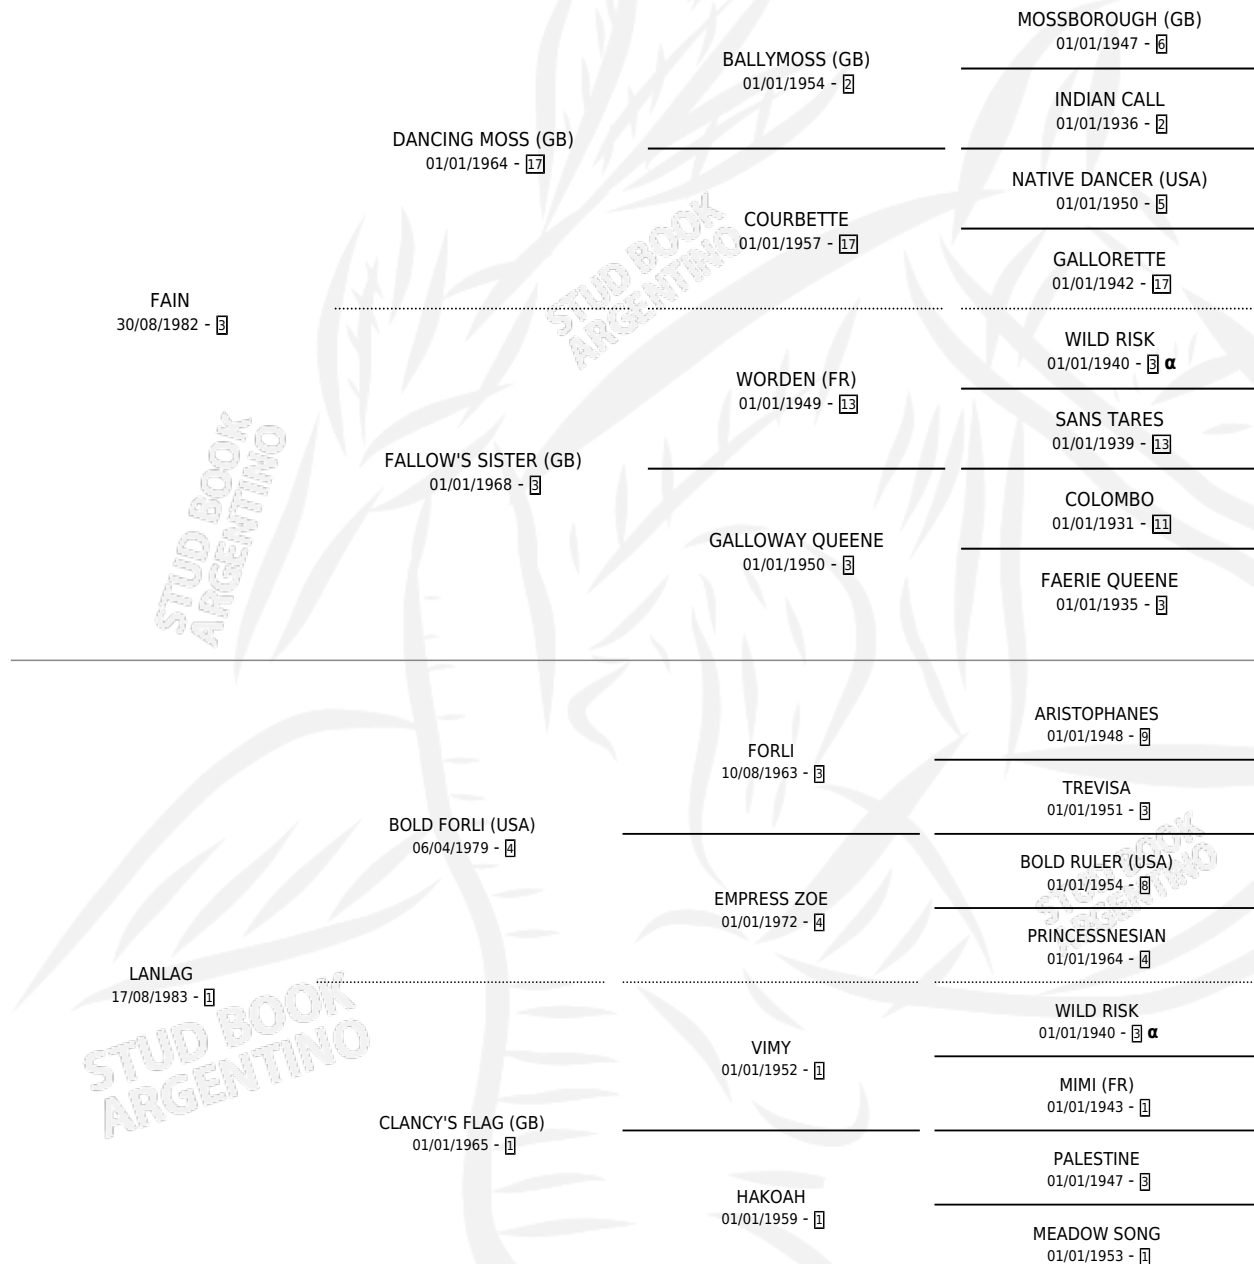 MOSSBOROUGH (GB)
01/01/1947 - 6
BALLYMOSS (GB)
01/01/1954 - 2
INDIAN CALL
01/01/1936 - 2
DANCING MOSS (GB)
01/01/1964 - 17
NATIVE DANCER (USA)
01/01/1950 - 5
COURBETTE
01/01/1957 - 17
GALLORETTE
01/01/1942 - 17
FAIN
30/08/1982 - 3
WILD RISK
01/01/1940 - 3 α
WORDEN (FR)
01/01/1949 - 13
SANS TARES
01/01/1939 - 13
FALLOW'S SISTER (GB)
01/01/1968 - 3
COLOMBO
01/01/1931 - 11
GALLOWAY QUEENE
01/01/1950 - 3
FAERIE QUEENE
01/01/1935 - 3
STUD BOOK
ARGENTINO
STUD BOOK
ARGENTINO
ARISTOPHANES
01/01/1948 - 9
FORLI
10/08/1963 - 3
TREVISA
01/01/1951 - 3
BOLD FORLI (USA)
06/04/1979 - 4
BOLD RULER (USA)
01/01/1954 - 8
EMPRESS ZOE
01/01/1972 - 4
PRINCESSNESIAN
01/01/1964 - 4
LANLAG
17/08/1983 - 1
WILD RISK
01/01/1940 - 3 α
VIMY
01/01/1952 - 1
MIMI (FR)
01/01/1943 - 1
CLANCY'S FLAG (GB)
01/01/1965 - 1
PALESTINE
01/01/1947 - 3
HAKOAH
01/01/1959 - 1
MEADOW SONG
01/01/1953 - 1
STUD BOOK
ARGENTINO
STUD BOOK
ARGENTINO